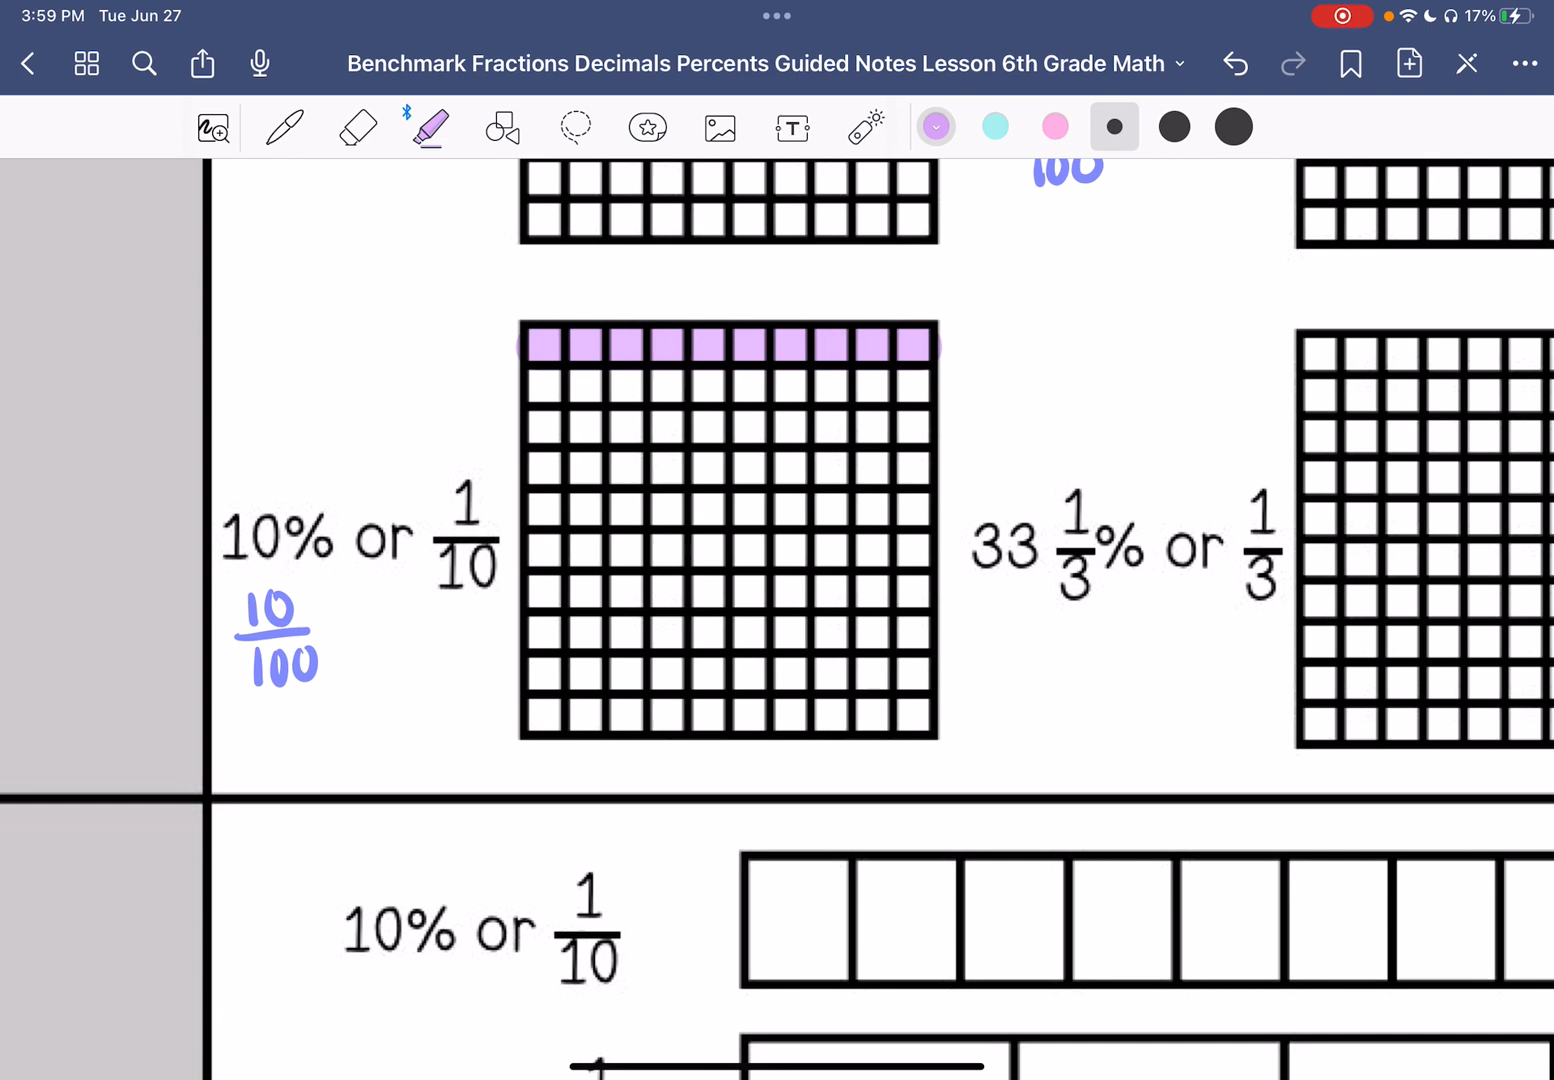 3:59 PM Tue Jun 27
17%
Benchmark Fractions Decimals Percents Guided Notes Lesson 6th Grade Math
T
100
10% or 1/10
10/100
33 1/3% or 1/3
10% or 1/10